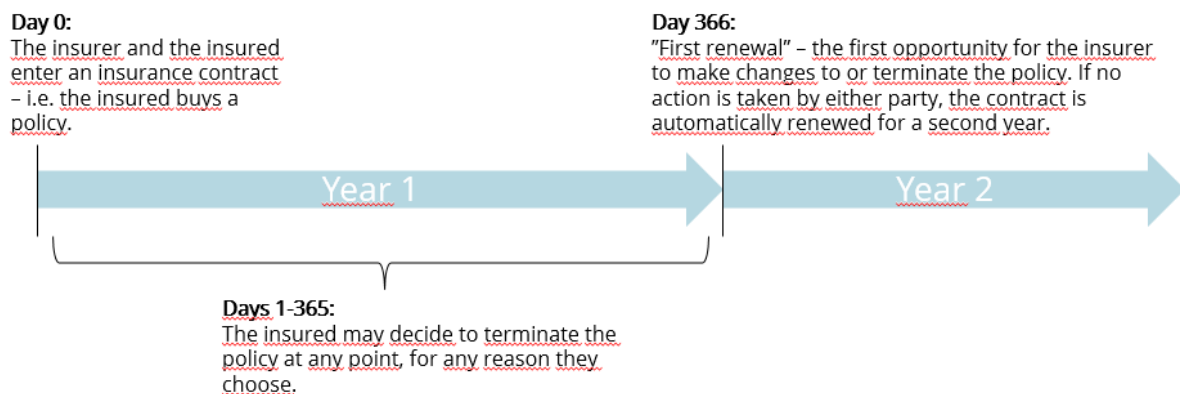 Day 0:
The insurer and the insured
enter an insurance contract
– i.e. the insured buys a
policy.
Day 366:
”First renewal” – the first opportunity for the insurer
to make changes to or terminate the policy. If no
action is taken by either party, the contract is
automatically renewed for a second year.
Year 1
Year 2
Days 1-365:
The insured may decide to terminate the
policy at any point, for any reason they
choose.